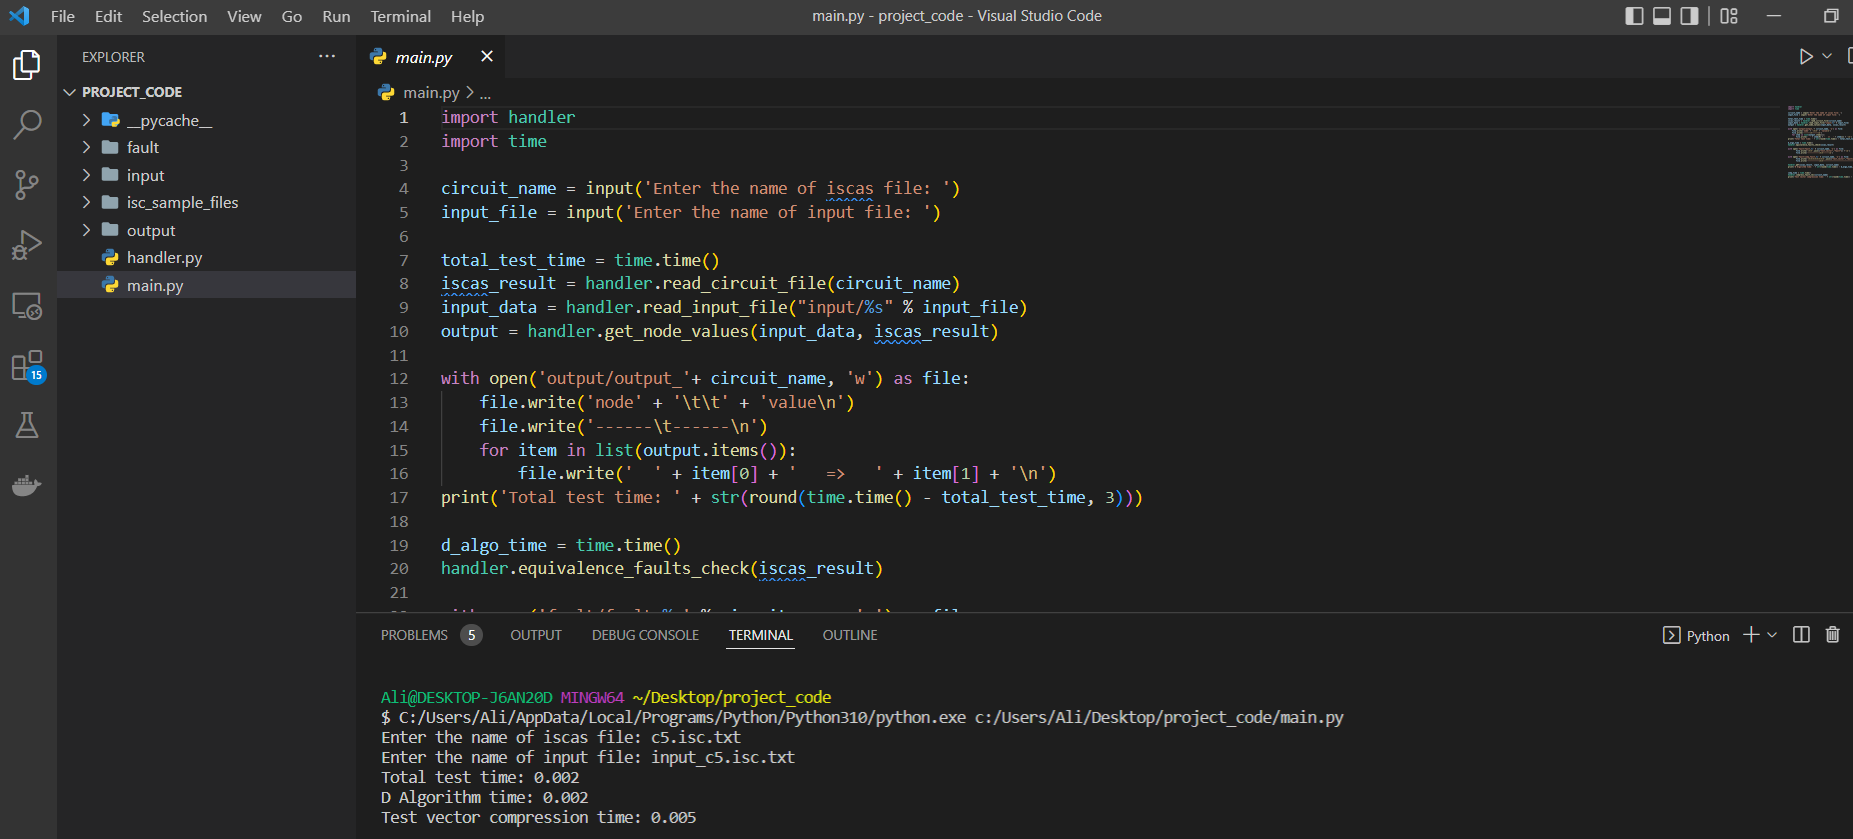 File Edit Selection View Go Run Terminal Help
main.py - project_code - Visual Studio Code
EXPLORER
PROJECT_CODE
__pycache__
fault
input
isc_sample_files
output
handler.py
main.py
15
main.py
main.py > ...
1 import handler
2 import time
3
4 circuit_name = input('Enter the name of iscas file: ')
5 input_file = input('Enter the name of input file: ')
6
7 total_test_time = time.time()
8 iscas_result = handler.read_circuit_file(circuit_name)
9 input_data = handler.read_input_file("input/%s" % input_file)
10 output = handler.get_node_values(input_data, iscas_result)
11
12 with open('output/output_'+ circuit_name, 'w') as file:
13     file.write('node' + '\t\t' + 'value\n')
14     file.write('------\t------\n')
15     for item in list(output.items()):
16         file.write('  ' + item[0] + '   =>   ' + item[1] + '\n')
17 print('Total test time: ' + str(round(time.time() - total_test_time, 3)))
18
19 d_algo_time = time.time()
20 handler.equivalence_faults_check(iscas_result)
21
PROBLEMS 5 OUTPUT DEBUG CONSOLE TERMINAL OUTLINE
Python
Ali@DESKTOP-J6AN20D MINGW64 ~/Desktop/project_code
$ C:/Users/Ali/AppData/Local/Programs/Python/Python310/python.exe c:/Users/Ali/Desktop/project_code/main.py
Enter the name of iscas file: c5.isc.txt
Enter the name of input file: input_c5.isc.txt
Total test time: 0.002
D Algorithm time: 0.002
Test vector compression time: 0.005